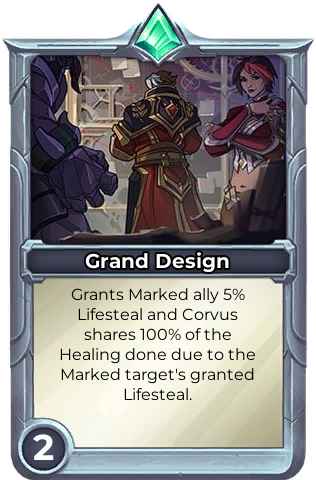 Grand Design
Grants Marked ally 5%
Lifesteal and Corvus
shares 100% of the
Healing done due to the
Marked target's granted
Lifesteal.
2